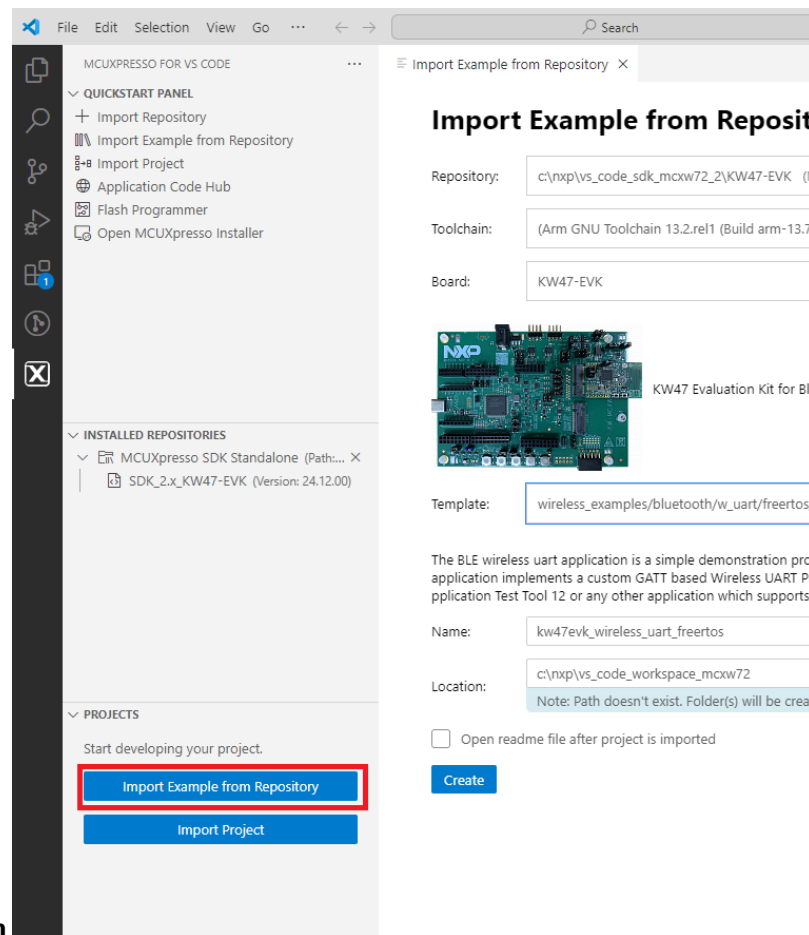 File Edit Selection View Go ··· ← → Search
MCUXPRESSO FOR VS CODE ···
Import Example from Repository ×
QUICKSTART PANEL
Import Repository
Import Example from Repository
Import Project
Application Code Hub
Flash Programmer
Open MCUXpresso Installer
1
INSTALLED REPOSITORIES
MCUXpresso SDK Standalone (Path:... ×
SDK_2.x_KW47-EVK (Version: 24.12.00)
PROJECTS
Start developing your project.
Import Example from Repository
Import Project
Import Example from Reposit
Repository: c:\nxp\vs_code_sdk_mcxw72_2\KW47-EVK
Toolchain: (Arm GNU Toolchain 13.2.rel1 (Build arm-13.7
Board: KW47-EVK
NXP
KW47 Evaluation Kit for Bl
Template: wireless_examples/bluetooth/w_uart/freertos
The BLE wireless uart application is a simple demonstration pro
application implements a custom GATT based Wireless UART P
pplication Test Tool 12 or any other application which supports
Name: kw47evk_wireless_uart_freertos
Location: c:\nxp\vs_code_workspace_mcxw72
Note: Path doesn't exist. Folder(s) will be crea
Open readme file after project is imported
Create